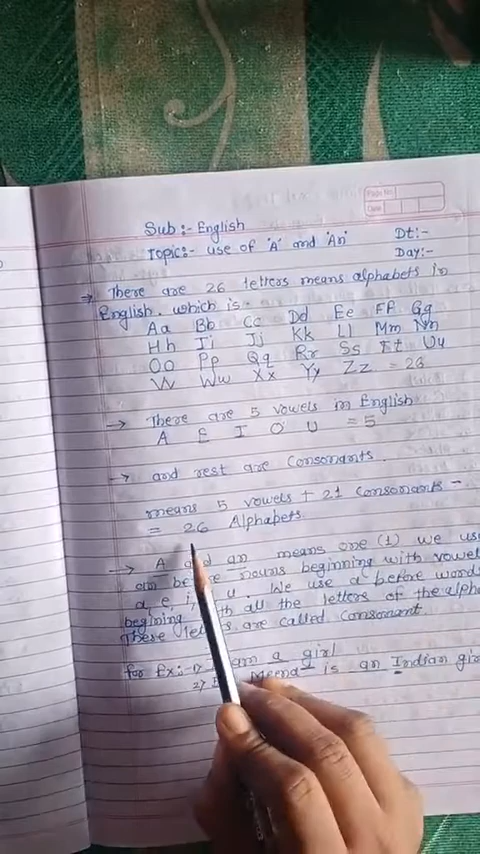 Page No.
Date
Sub :- English
Dt:-
Topic:- use of 'A' and 'An'
Day:-
⇒ There are 26 letters means alphabets in
English. which is -
Aa Bb Cc Dd Ee Ff Gg
Hh Ii Jj Kk Ll Mm Nn
Oo Pp Qq Rr Ss Tt Uu
Vv Ww Xx Yy Zz = 26
→ There are 5 vowels in English
A E I O U = 5
→ and rest are Consonants.
means 5 vowels + 21 Consonants -
= 26 Alphabets.
→ A and an means one (1) we use
an before nouns beginning with vowel
a, e, i, u. We use a before words
begining with all the letters of the alpha
These letters are called Consonant.
for Ex:- 1) am a girl
2) Meena is an Indian gir